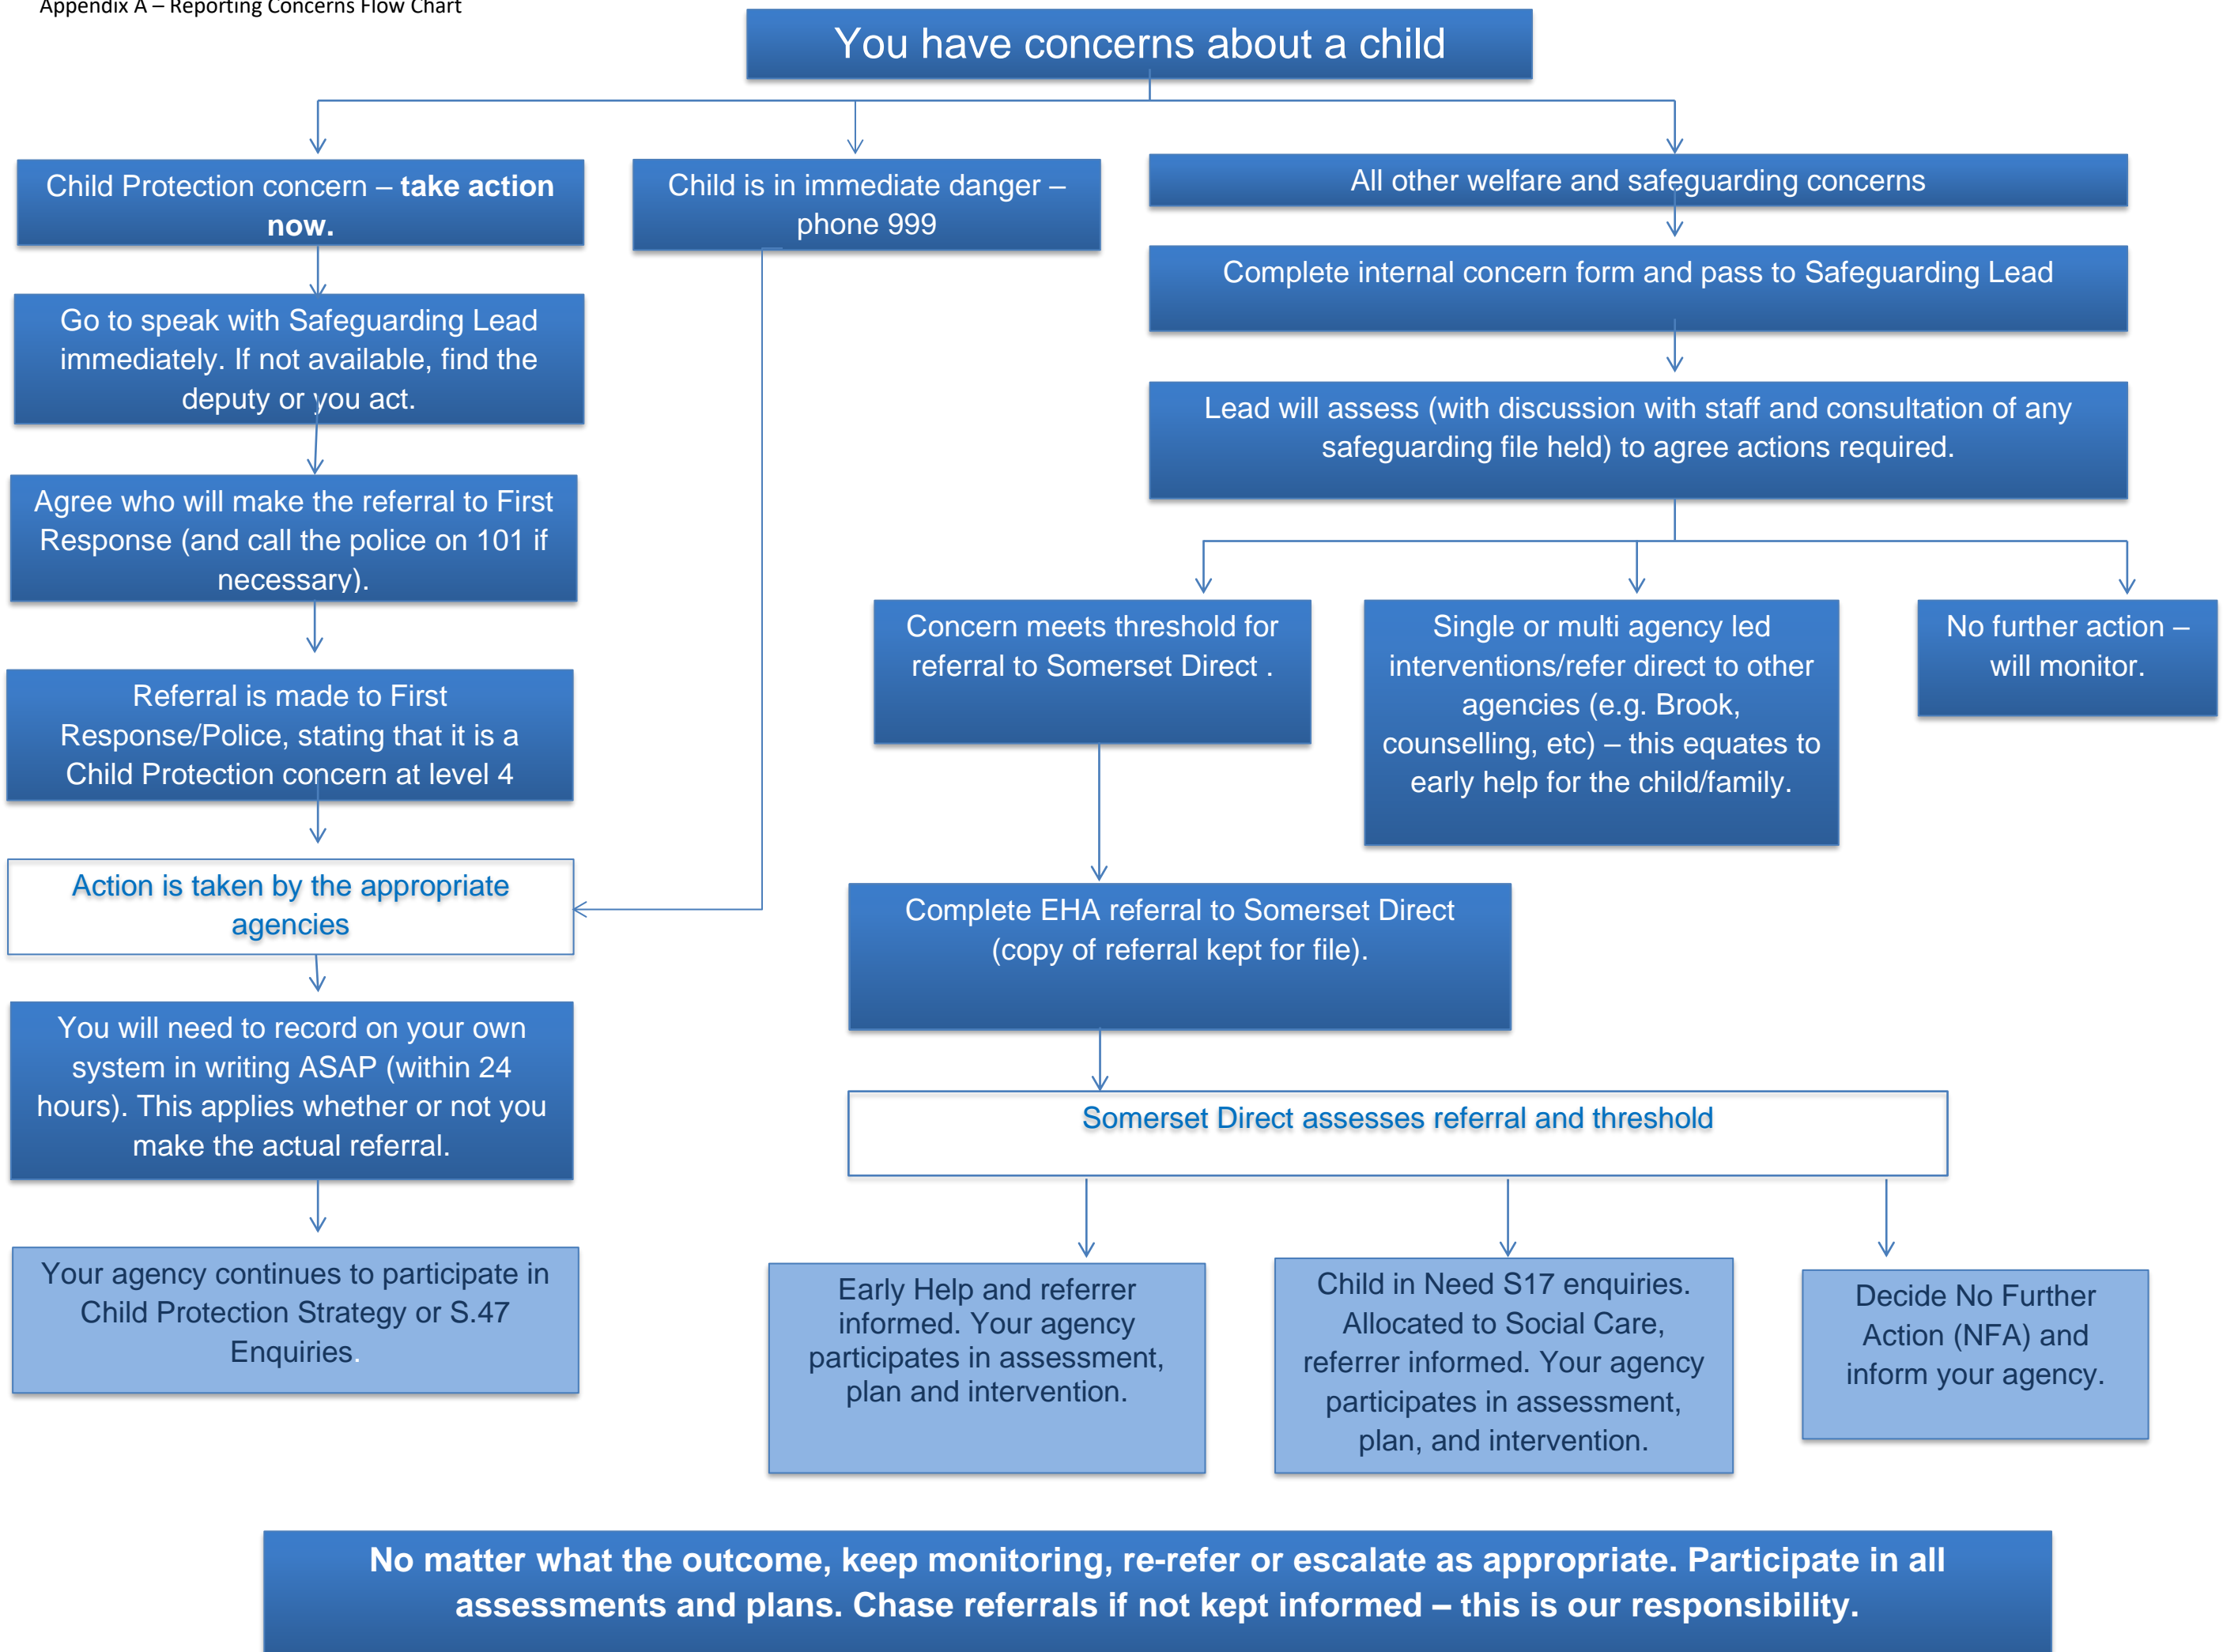 Appendix A – Reporting Concerns Flow Chart
You have concerns about a child
Child Protection concern – take action
now.
Child is in immediate danger –
phone 999
All other welfare and safeguarding concerns
Go to speak with Safeguarding Lead
immediately. If not available, find the
deputy or you act.
Complete internal concern form and pass to Safeguarding Lead
Lead will assess (with discussion with staff and consultation of any
safeguarding file held) to agree actions required.
Agree who will make the referral to First
Response (and call the police on 101 if
necessary).
Concern meets threshold for
referral to Somerset Direct .
Single or multi agency led
interventions/refer direct to other
agencies (e.g. Brook,
counselling, etc) – this equates to
early help for the child/family.
No further action –
will monitor.
Referral is made to First
Response/Police, stating that it is a
Child Protection concern at level 4
Action is taken by the appropriate
agencies
Complete EHA referral to Somerset Direct
(copy of referral kept for file).
You will need to record on your own
system in writing ASAP (within 24
hours). This applies whether or not you
make the actual referral.
Somerset Direct assesses referral and threshold
Your agency continues to participate in
Child Protection Strategy or S.47
Enquiries.
Early Help and referrer
informed. Your agency
participates in assessment,
plan and intervention.
Child in Need S17 enquiries.
Allocated to Social Care,
referrer informed. Your agency
participates in assessment,
plan, and intervention.
Decide No Further
Action (NFA) and
inform your agency.
No matter what the outcome, keep monitoring, re-refer or escalate as appropriate. Participate in all
assessments and plans. Chase referrals if not kept informed – this is our responsibility.